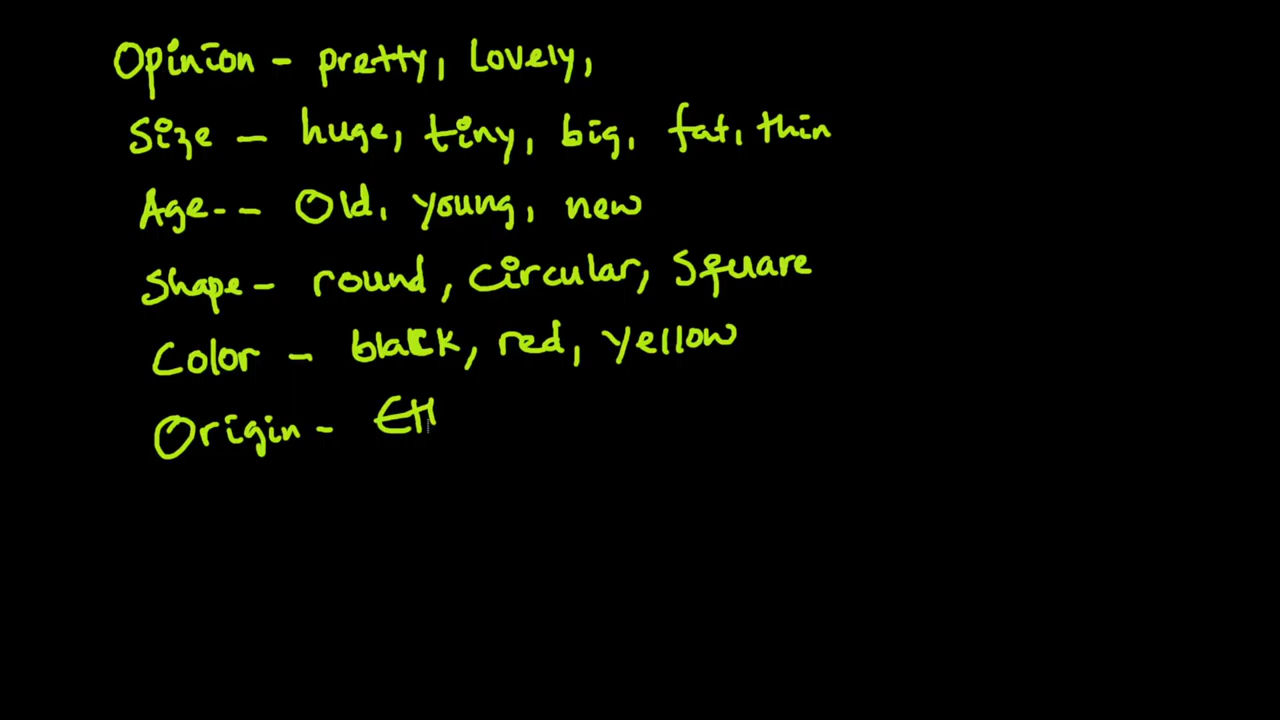 Opinion - pretty, Lovely,
Size - huge, tiny, big, fat, thin
Age-- Old, young, new
Shape - round, circular, square
Color - black, red, yellow
Origin -